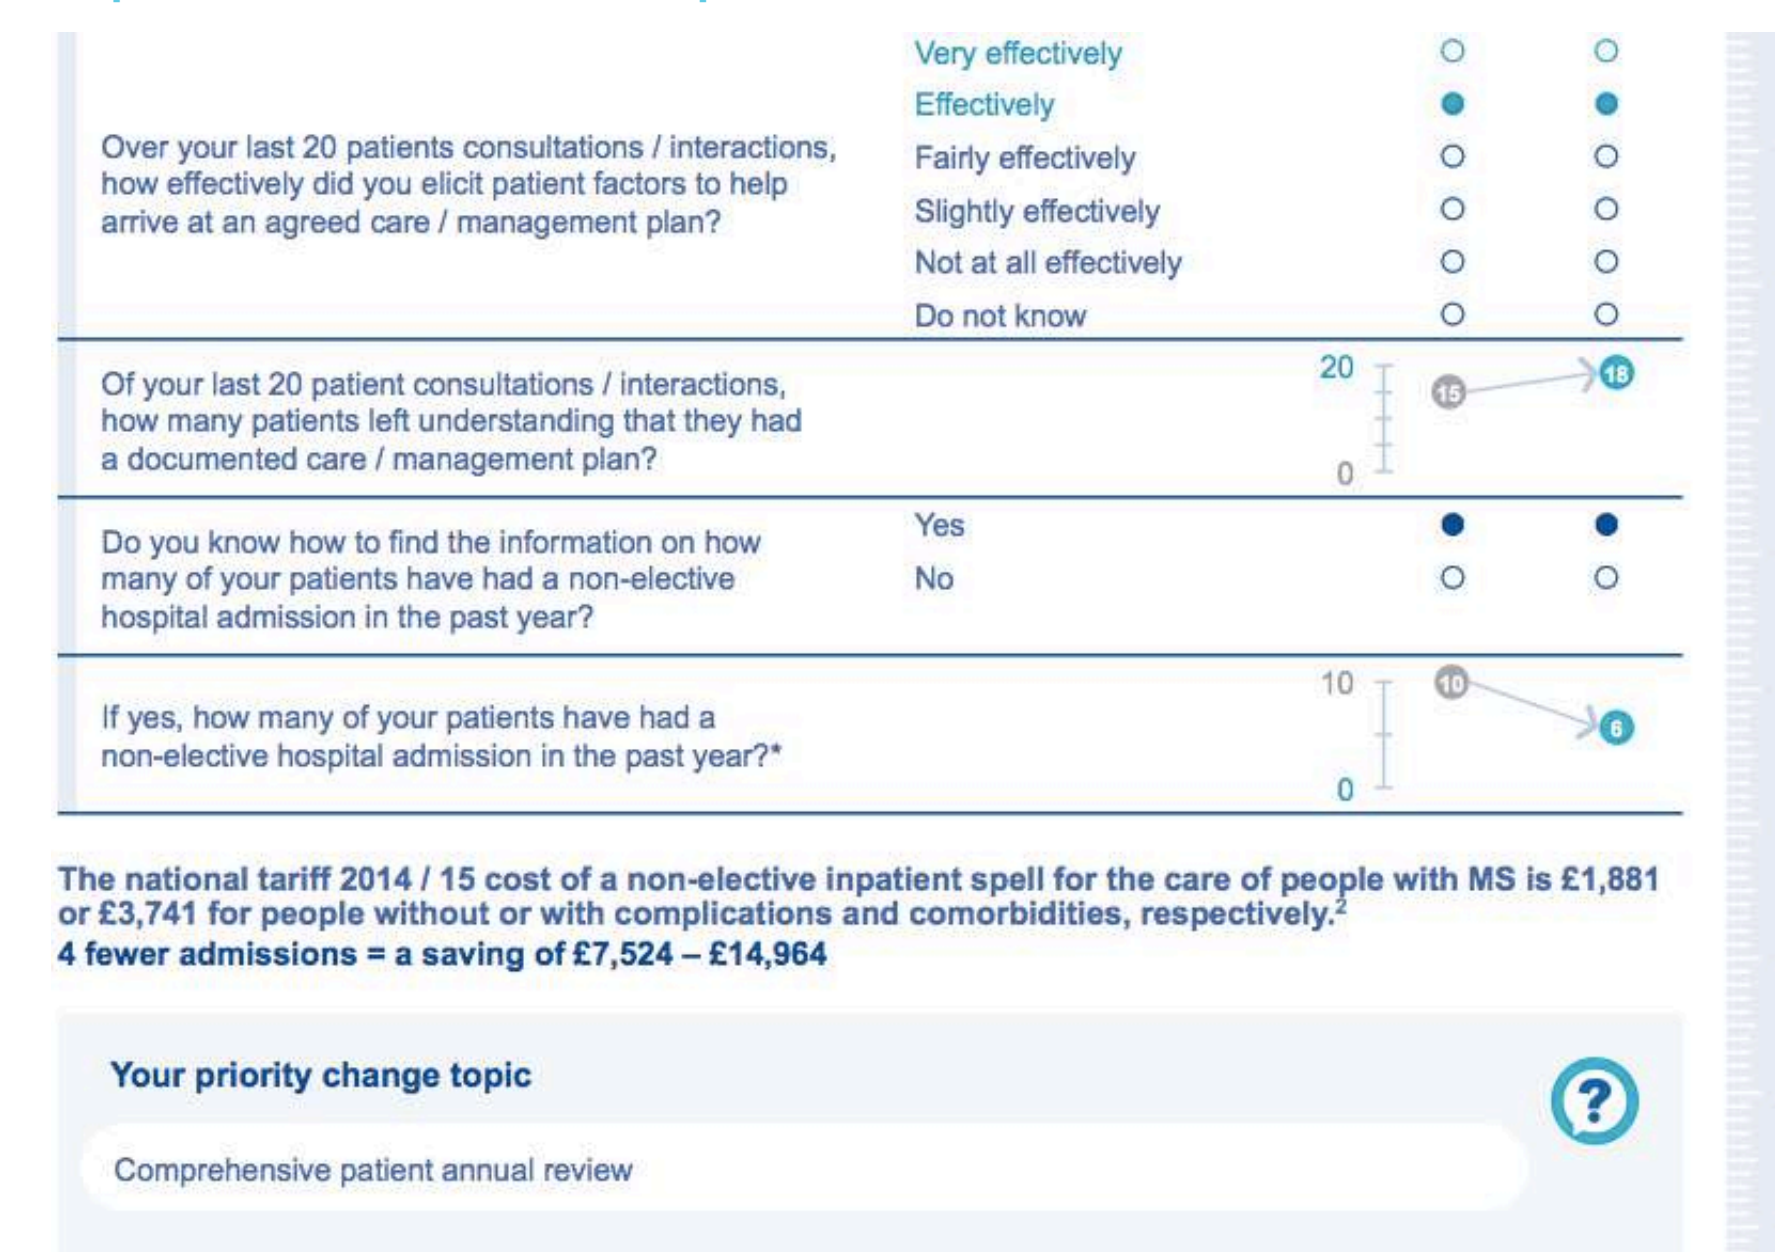 Very effectively
Effectively
Over your last 20 patients consultations / interactions,
Fairly effectively
how effectively did you elicit patient factors to help
Slightly effectively
arrive at an agreed care / management plan?
Not at all effectively
Do not know
20
18
Of your last 20 patient consultations / interactions,
15
how many patients left understanding that they had
a documented care / management plan?
0
Yes
Do you know how to find the information on how
many of your patients have had a non-elective
No
hospital admission in the past year?
10
10
If yes, how many of your patients have had a
6
non-elective hospital admission in the past year?*
0
The national tariff 2014 / 15 cost of a non-elective inpatient spell for the care of people with MS is £1,881
or £3,741 for people without or with complications and comorbidities, respectively.2
4 fewer admissions = a saving of £7,524 – £14,964
Your priority change topic
?
Comprehensive patient annual review